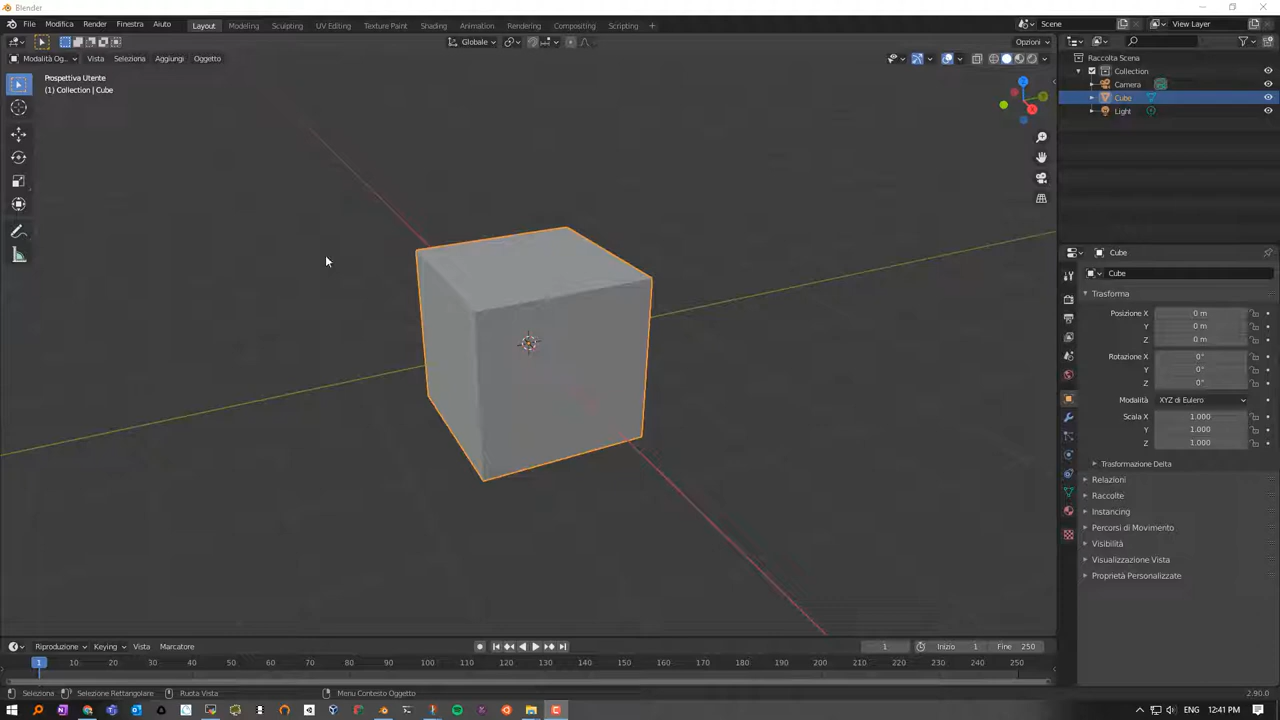 Blender
File Modifica Render Finestra Aiuto Layout Modeling Sculpting UV Editing Texture Paint Shading Animation Rendering Compositing Scripting + Scene View Layer
Globale Opzioni
Modalità Og... Vista Seleziona Aggiungi Oggetto
Prospettiva Utente
(1) Collection | Cube
Raccolta Scena
Collection
Camera
Cube
Light
Cube
Cube
Trasforma
Posizione X 0 m
Y 0 m
Z 0 m
Rotazione X 0°
Y 0°
Z 0°
Modalità XYZ di Eulero
Scala X 1.000
Y 1.000
Z 1.000
Trasformazione Delta
Relazioni
Raccolte
Instancing
Percorsi di Movimento
Visibilità
Visualizzazione Vista
Proprietà Personalizzate
Riproduzione Keying Vista Marcatore 1 Inizio 1 Fine 250
1 10 20 30 40 50 60 70 80 90 100 110 120 130 140 150 160 170 180 190 200 210 220 230 240 250
Seleziona Selezione Rettangolare Ruota Vista Menu Contesto Oggetto 2.90.0
ENG 12:41 PM